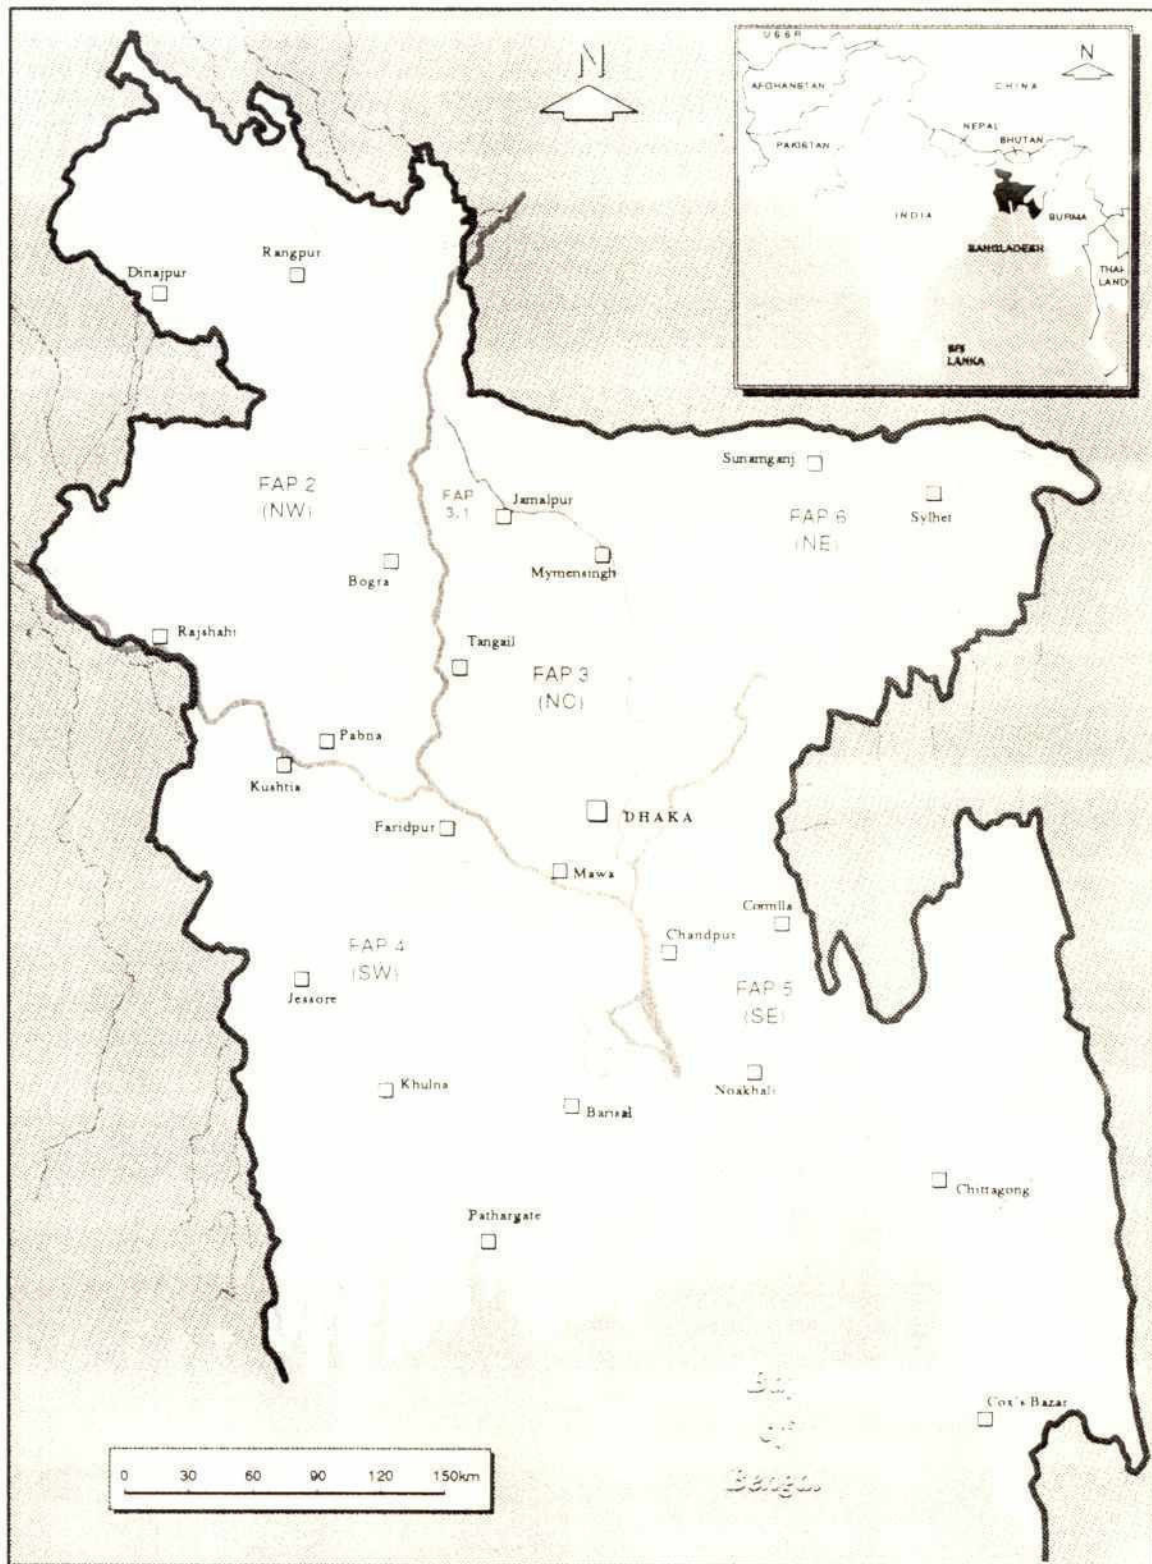 N
USSR
N
AFGHANISTAN
CHINA
PAKISTAN
NEPAL
BHUTAN
INDIA
BURMA
BANGLADESH
THAI
LAND
SRI
LANKA
Rangpur
Dinajpur
Sunamganj
Sylhet
FAP 2
(NW)
FAP
3.1
Jamalpur
FAP 6
(NE)
Bogra
Mymensingh
Rajshahi
Tangail
FAP 3
(NC)
Pabna
Kushtia
Faridpur
DHAKA
Mawa
Comilla
Chandpur
FAP 4
(SW)
Jessore
FAP 5
(SE)
Khulna
Noakhali
Barisal
Chittagong
Pathargate
Bay
Of
Bengal
Cox's Bazar
0 30 60 90 120 150km